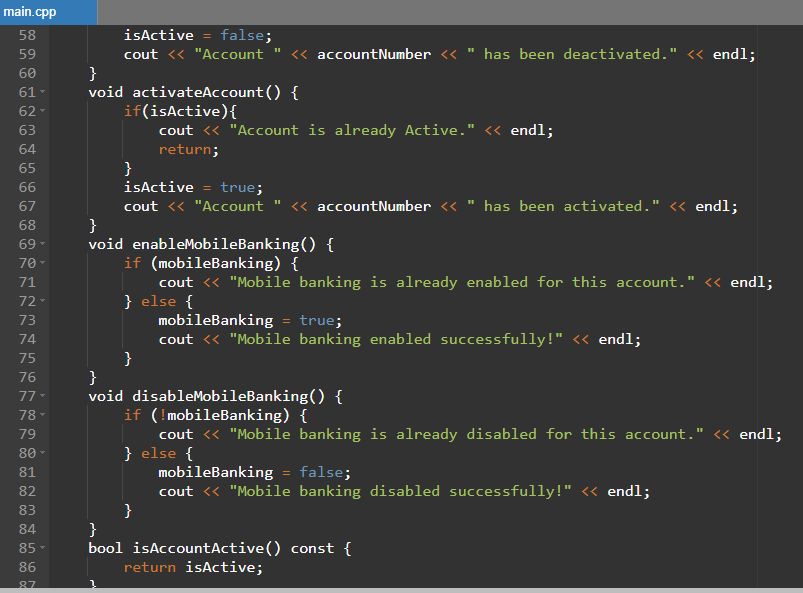 main.cpp
58 isActive = false;
59 cout << "Account " << accountNumber << " has been deactivated." << endl;
60 }
61 void activateAccount() {
62 if(isActive){
63 cout << "Account is already Active." << endl;
64 return;
65 }
66 isActive = true;
67 cout << "Account " << accountNumber << " has been activated." << endl;
68 }
69 void enableMobileBanking() {
70 if (mobileBanking) {
71 cout << "Mobile banking is already enabled for this account." << endl;
72 } else {
73 mobileBanking = true;
74 cout << "Mobile banking enabled successfully!" << endl;
75 }
76 }
77 void disableMobileBanking() {
78 if (!mobileBanking) {
79 cout << "Mobile banking is already disabled for this account." << endl;
80 } else {
81 mobileBanking = false;
82 cout << "Mobile banking disabled successfully!" << endl;
83 }
84 }
85 bool isAccountActive() const {
86 return isActive;
87 }